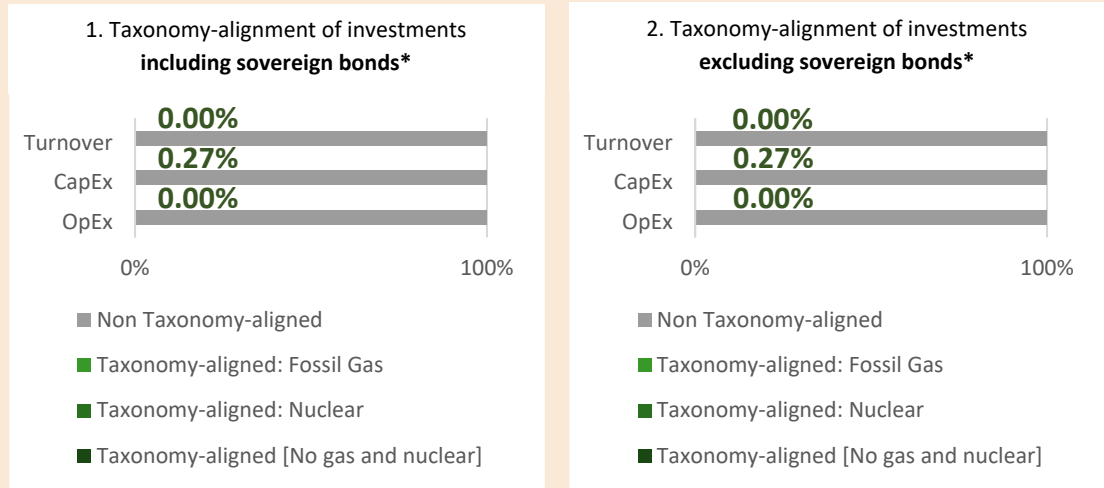 1. Taxonomy-alignment of investments
including sovereign bonds*
0.00%
Turnover
0.27%
CapEx
0.00%
OpEx
0%
100%
Non Taxonomy-aligned
Taxonomy-aligned: Fossil Gas
Taxonomy-aligned: Nuclear
Taxonomy-aligned [No gas and nuclear]
2. Taxonomy-alignment of investments
excluding sovereign bonds*
0.00%
Turnover
0.27%
CapEx
0.00%
OpEx
0%
100%
Non Taxonomy-aligned
Taxonomy-aligned: Fossil Gas
Taxonomy-aligned: Nuclear
Taxonomy-aligned [No gas and nuclear]